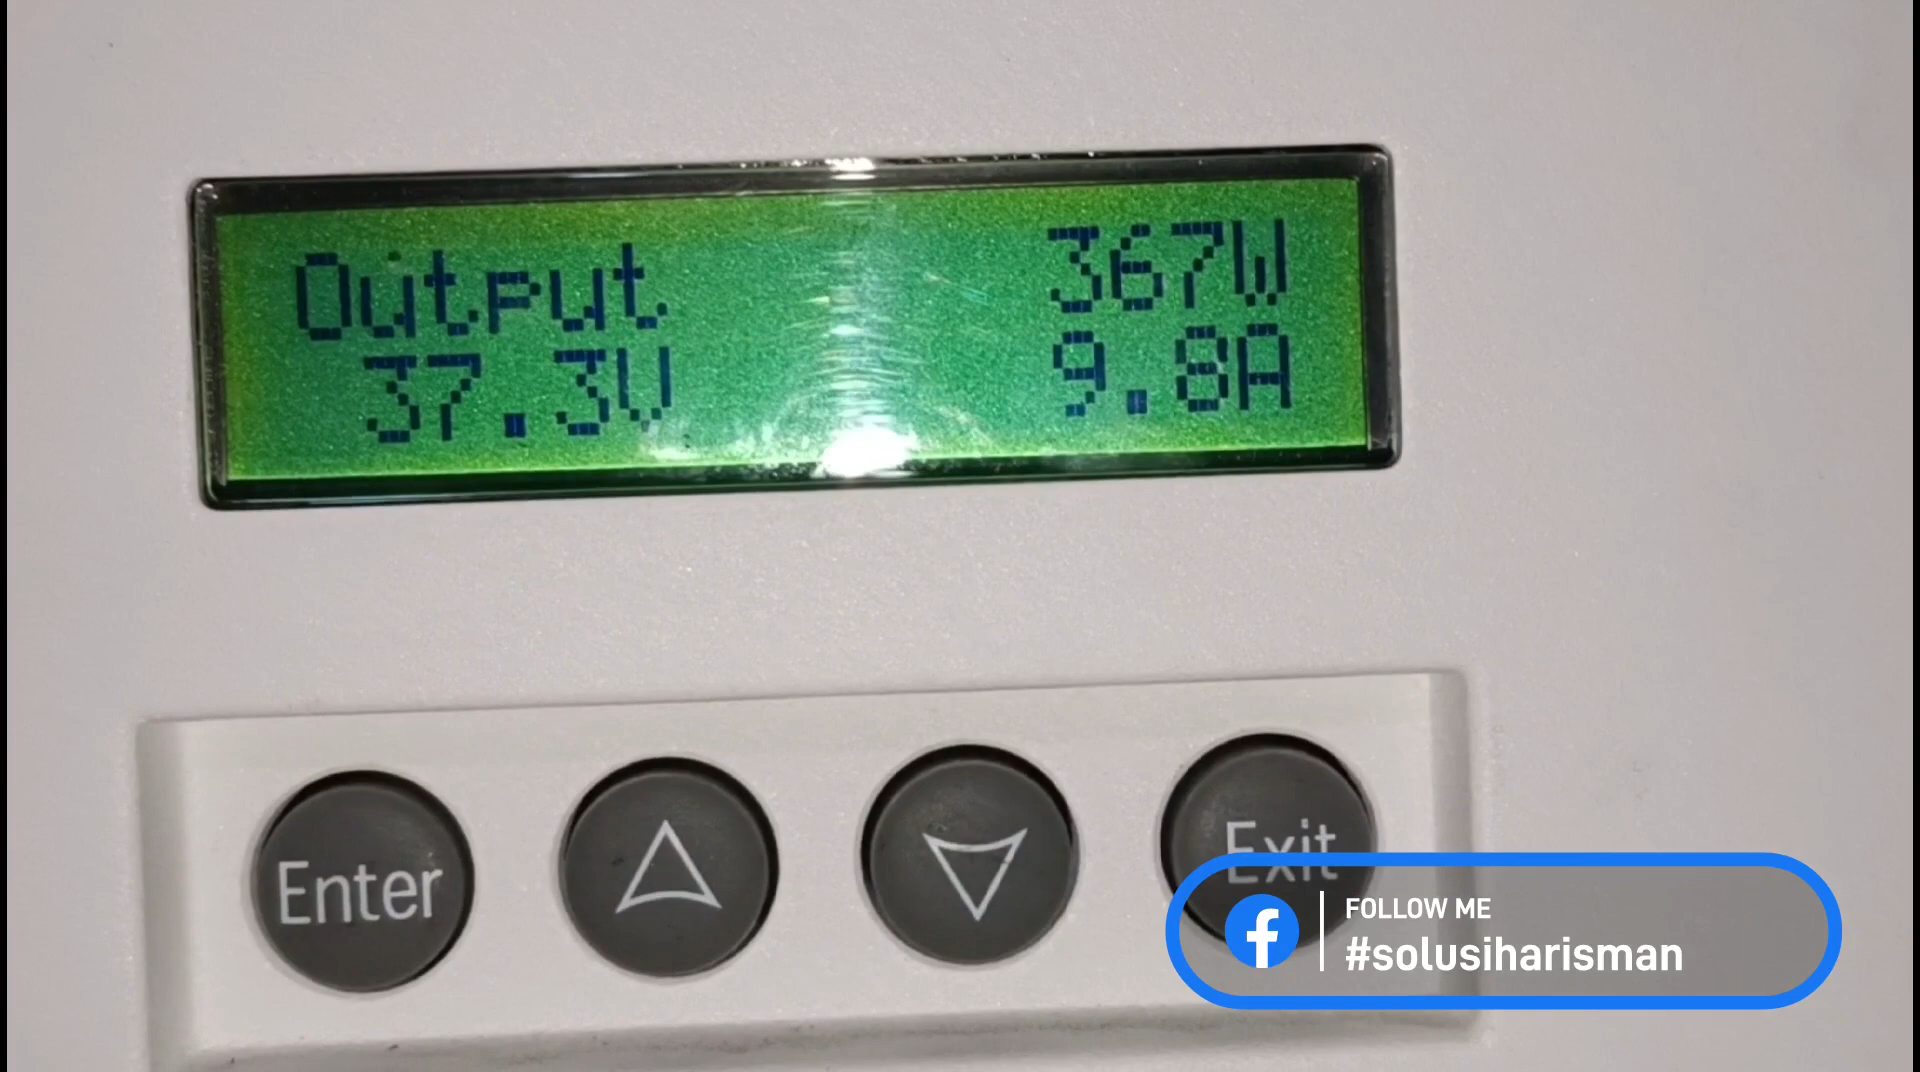 Output 367W
37.3V 9.8A
Enter Exit
FOLLOW ME
#solusiharisman